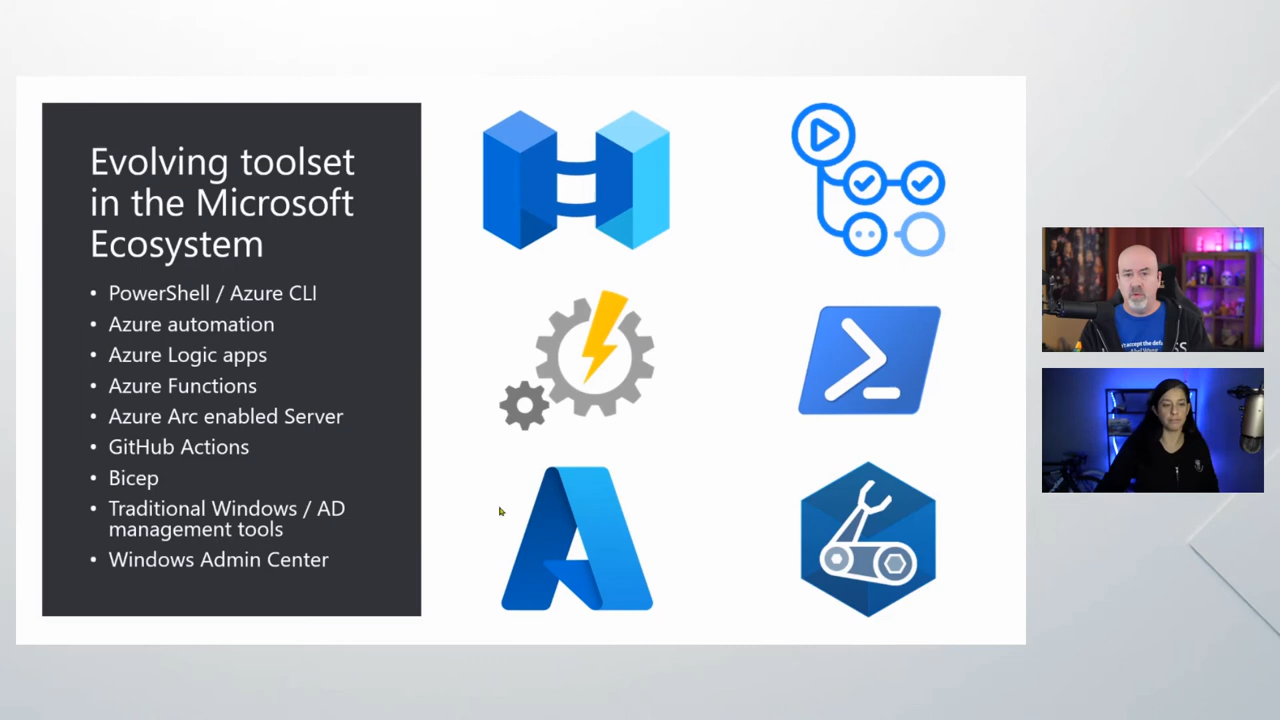 Evolving toolset
in the Microsoft
Ecosystem
• PowerShell / Azure CLI
• Azure automation
• Azure Logic apps
• Azure Functions
• Azure Arc enabled Server
• GitHub Actions
• Bicep
• Traditional Windows / AD
management tools
• Windows Admin Center